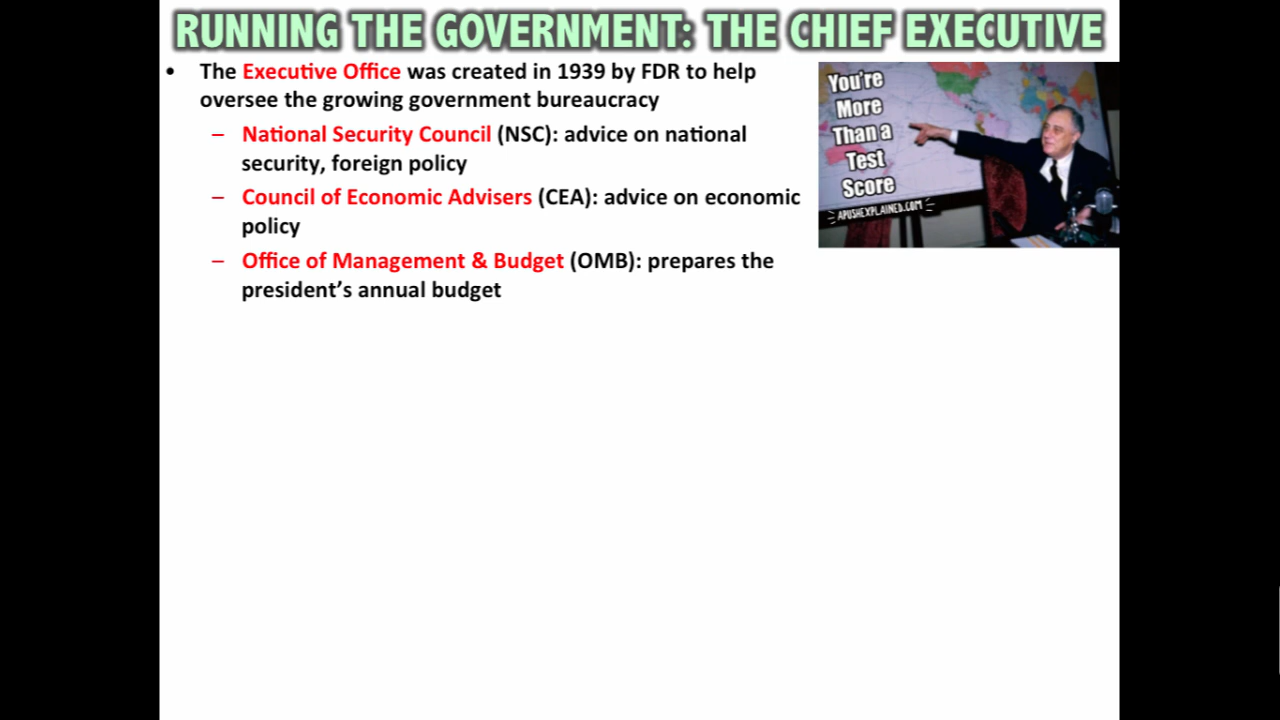 RUNNING THE GOVERNMENT: THE CHIEF EXECUTIVE
• The Executive Office was created in 1939 by FDR to help
oversee the growing government bureaucracy
– National Security Council (NSC): advice on national
security, foreign policy
– Council of Economic Advisers (CEA): advice on economic
policy
– Office of Management & Budget (OMB): prepares the
president’s annual budget
You're
More
Than a
Test
Score
APUSHEXPLAINED.COM